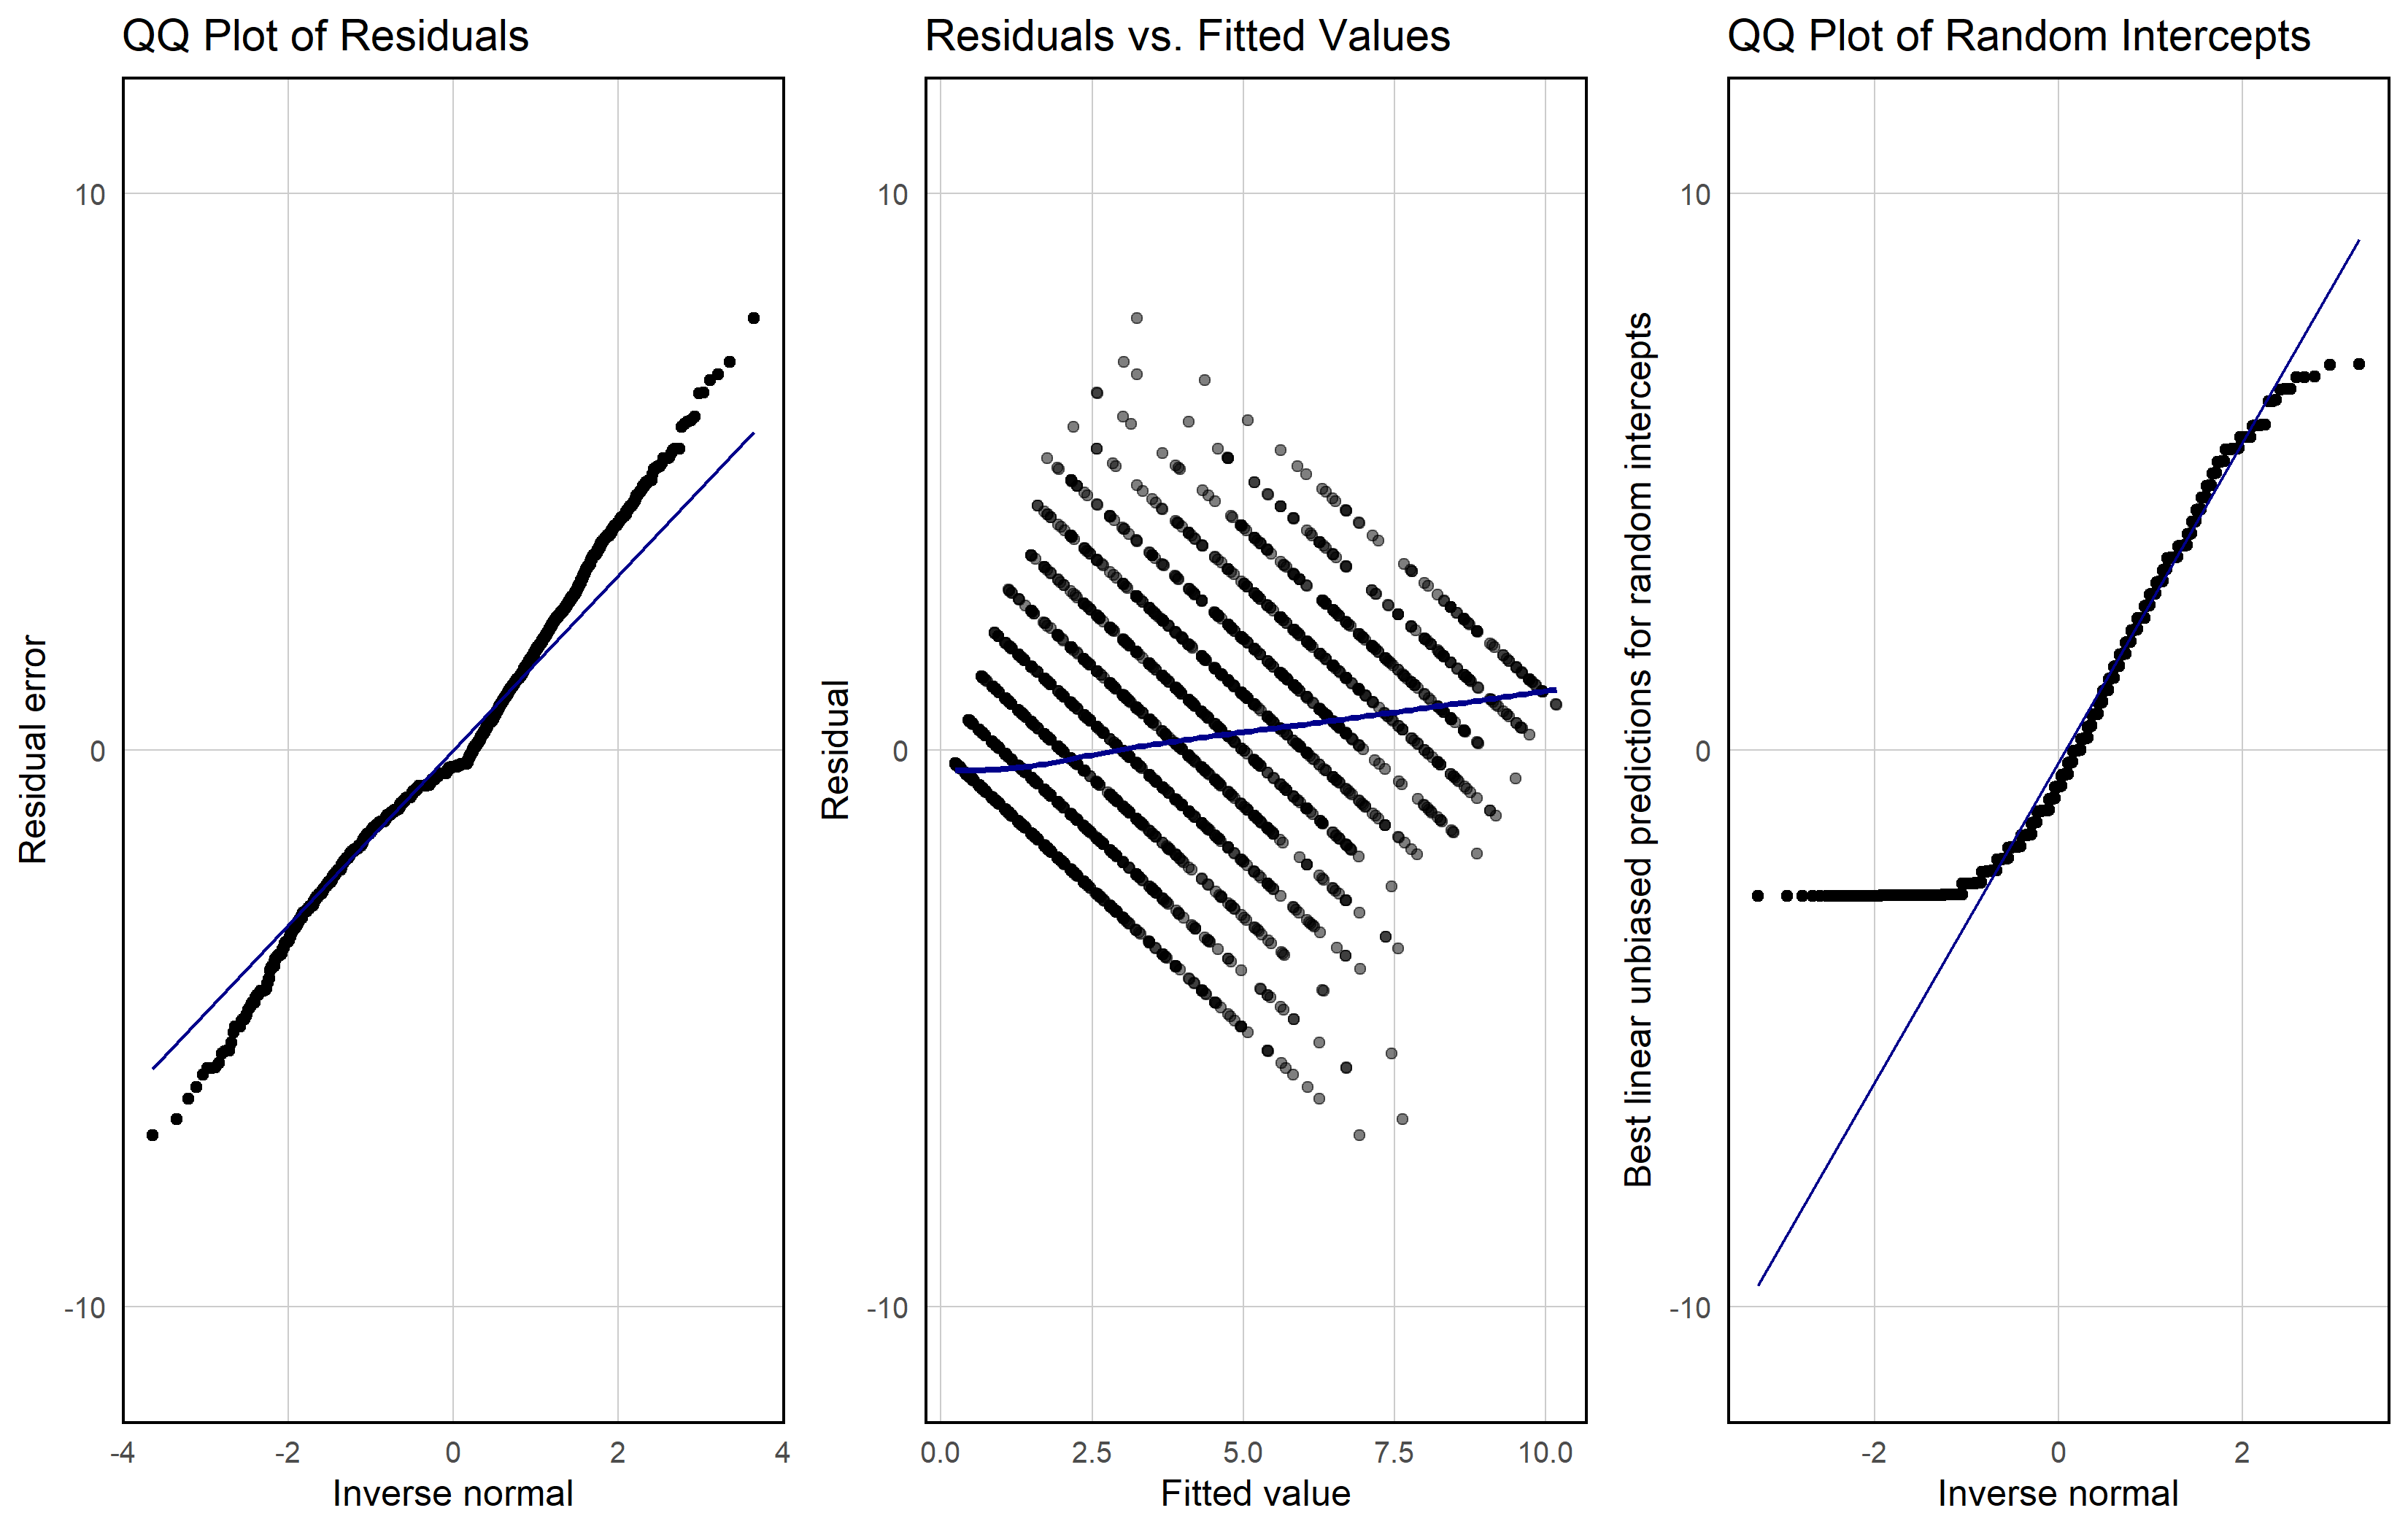 QQ Plot of Residuals
Residual error
10
0
-10
-4
-2
0
2
4
Inverse normal
Residuals vs. Fitted Values
Residual
10
0
-10
0.0
2.5
5.0
7.5
10.0
Fitted value
QQ Plot of Random Intercepts
Best linear unbiased predictions for random intercepts
10
0
-10
-2
0
2
Inverse normal